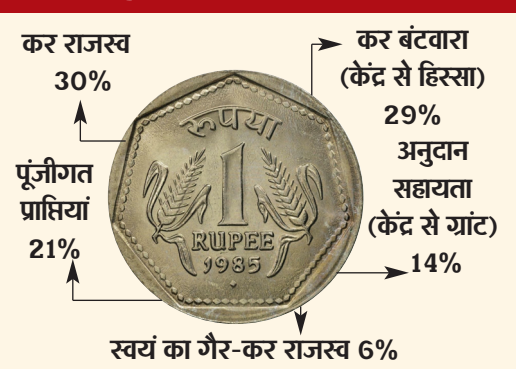 कर राजस्व
30%
कर बंटवारा
(केंद्र से हिस्सा)
29%
अनुदान
सहायता
(केंद्र से ग्रांट)
14%
पूंजीगत
प्राप्तियां
21%
स्वयं का गैर-कर राजस्व 6%
रूपया
1
RUPEE
1985